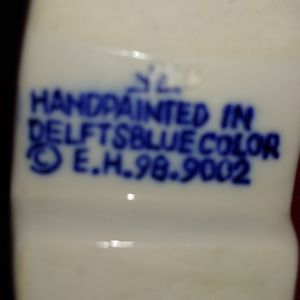 HANDPAINTED IN
DELFTSBLUE COLOR
© E.H.98.9002